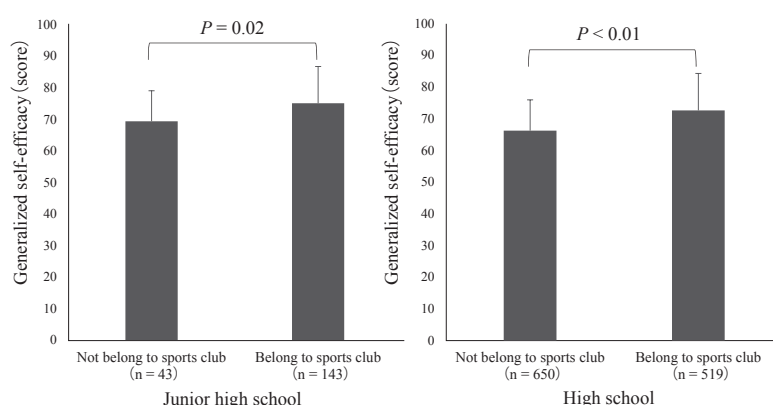 Generalized self-efficacy (score)
100
90
80
70
60
50
40
30
20
10
0
P = 0.02
Not belong to sports club
(n = 43)
Belong to sports club
(n = 143)
Junior high school
Generalized self-efficacy (score)
100
90
80
70
60
50
40
30
20
10
0
P < 0.01
Not belong to sports club
(n = 650)
Belong to sports club
(n = 519)
High school